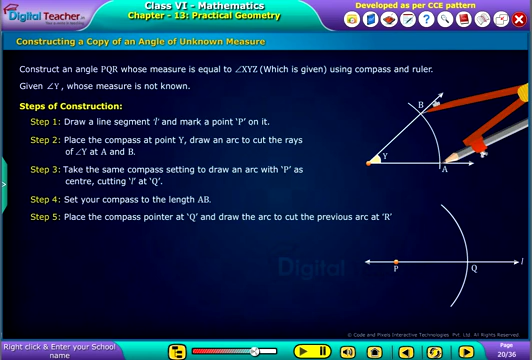 Digital Teacher
Class VI - Mathematics
Chapter - 13: Practical Geometry
Developed as per CCE pattern
Constructing a Copy of an Angle of Unknown Measure
Construct an angle PQR whose measure is equal to ∠XYZ (Which is given) using compass and ruler.
Given ∠Y, whose measure is not known.
Steps of Construction:
Step 1: Draw a line segment 'l' and mark a point 'P' on it.
Step 2: Place the compass at point Y, draw an arc to cut the rays
of ∠Y at A and B.
Step 3: Take the same compass setting to draw an arc with 'P' as
centre, cutting 'l' at 'Q'.
Step 4: Set your compass to the length AB.
Step 5: Place the compass pointer at 'Q' and draw the arc to cut the previous arc at 'R'
B
Y
A
P
Q
l
Digital
© Code and Pixels Interactive Technologies Pvt. Ltd. All Rights Reserved
Right click & Enter your School
name
Page
20/36